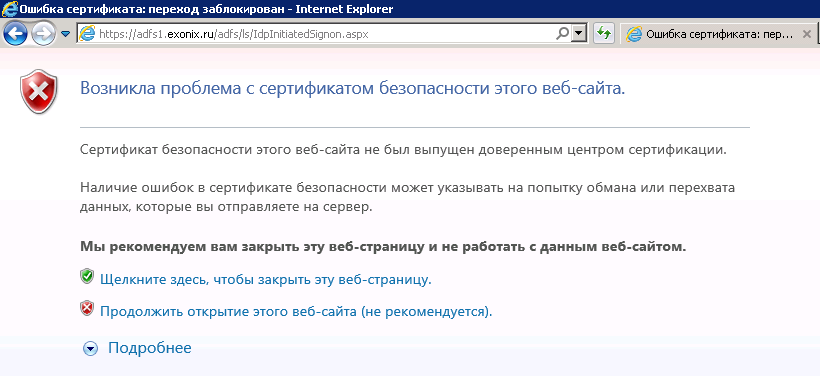 Ошибка сертификата: переход заблокирован - Internet Explorer
https://adfs1.exonix.ru/adfs/ls/IdpInitiatedSignon.aspx
Ошибка сертификата: пер...
Возникла проблема с сертификатом безопасности этого веб-сайта.
Сертификат безопасности этого веб-сайта не был выпущен доверенным центром сертификации.
Наличие ошибок в сертификате безопасности может указывать на попытку обмана или перехвата
данных, которые вы отправляете на сервер.
Мы рекомендуем вам закрыть эту веб-страницу и не работать с данным веб-сайтом.
Щелкните здесь, чтобы закрыть эту веб-страницу.
Продолжить открытие этого веб-сайта (не рекомендуется).
Подробнее